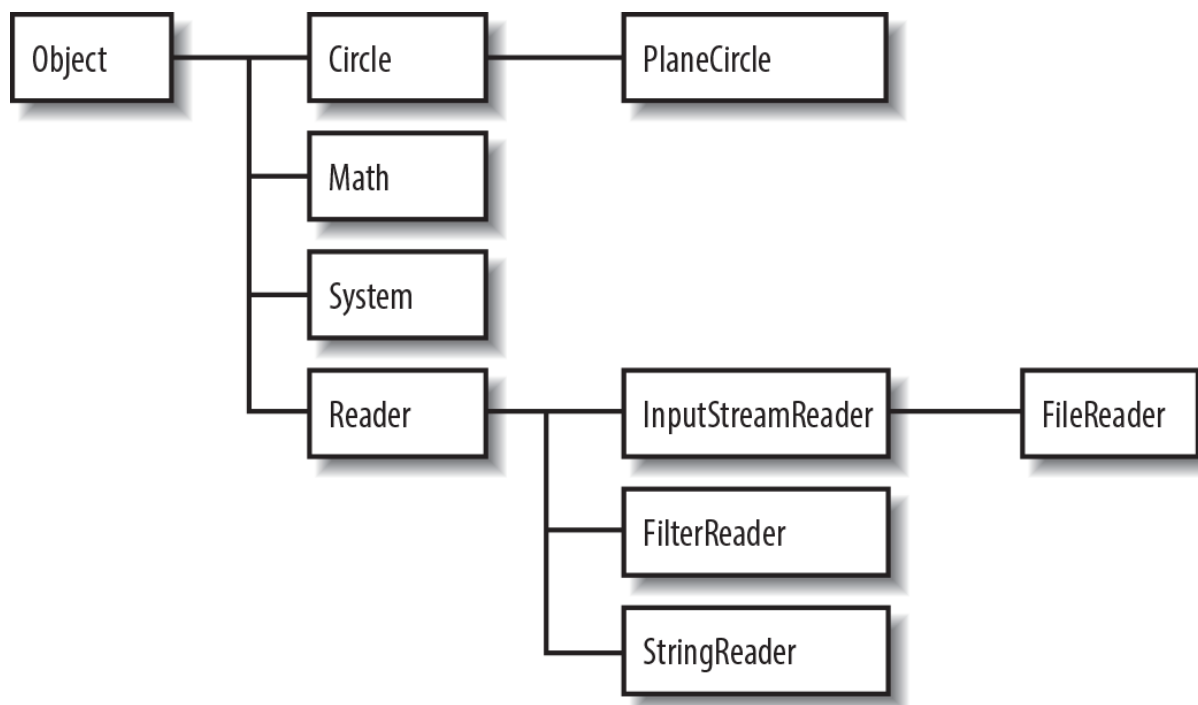 Object
Circle
PlaneCircle
Math
System
Reader
InputStreamReader
FileReader
FilterReader
StringReader